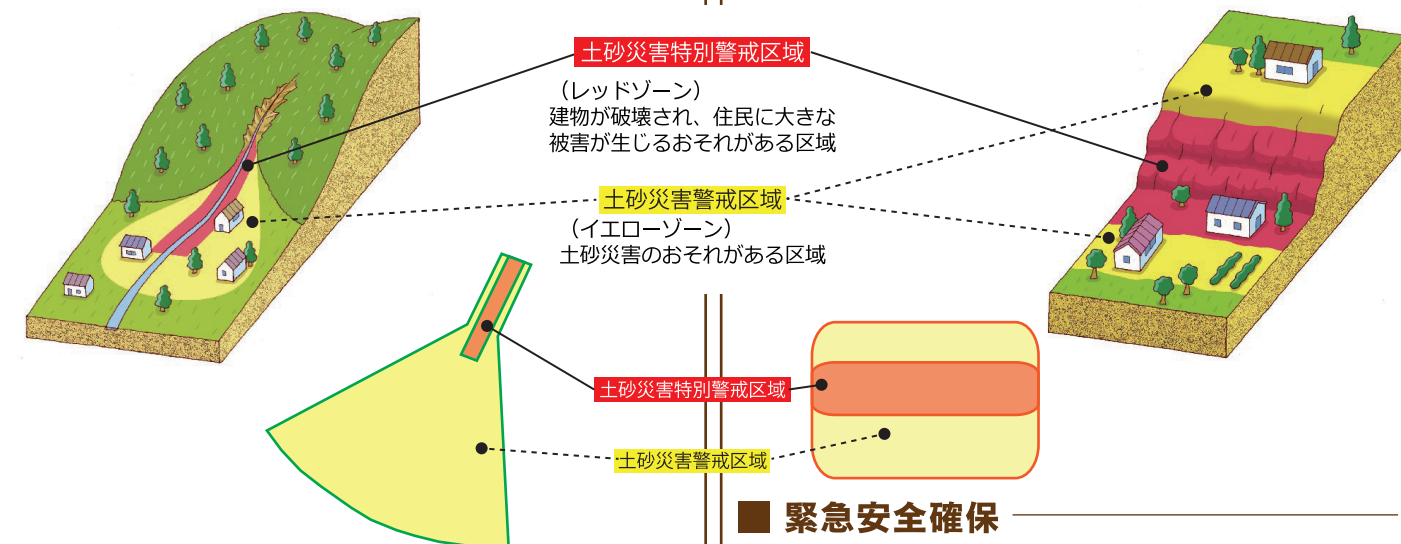 土砂災害特別警戒区域
（レッドゾーン）
建物が破壊され、住民に大きな
被害が生じるおそれがある区域
土砂災害警戒区域
（イエローゾーン）
土砂災害のおそれがある区域
土砂災害特別警戒区域
土砂災害警戒区域
■ 緊急安全確保